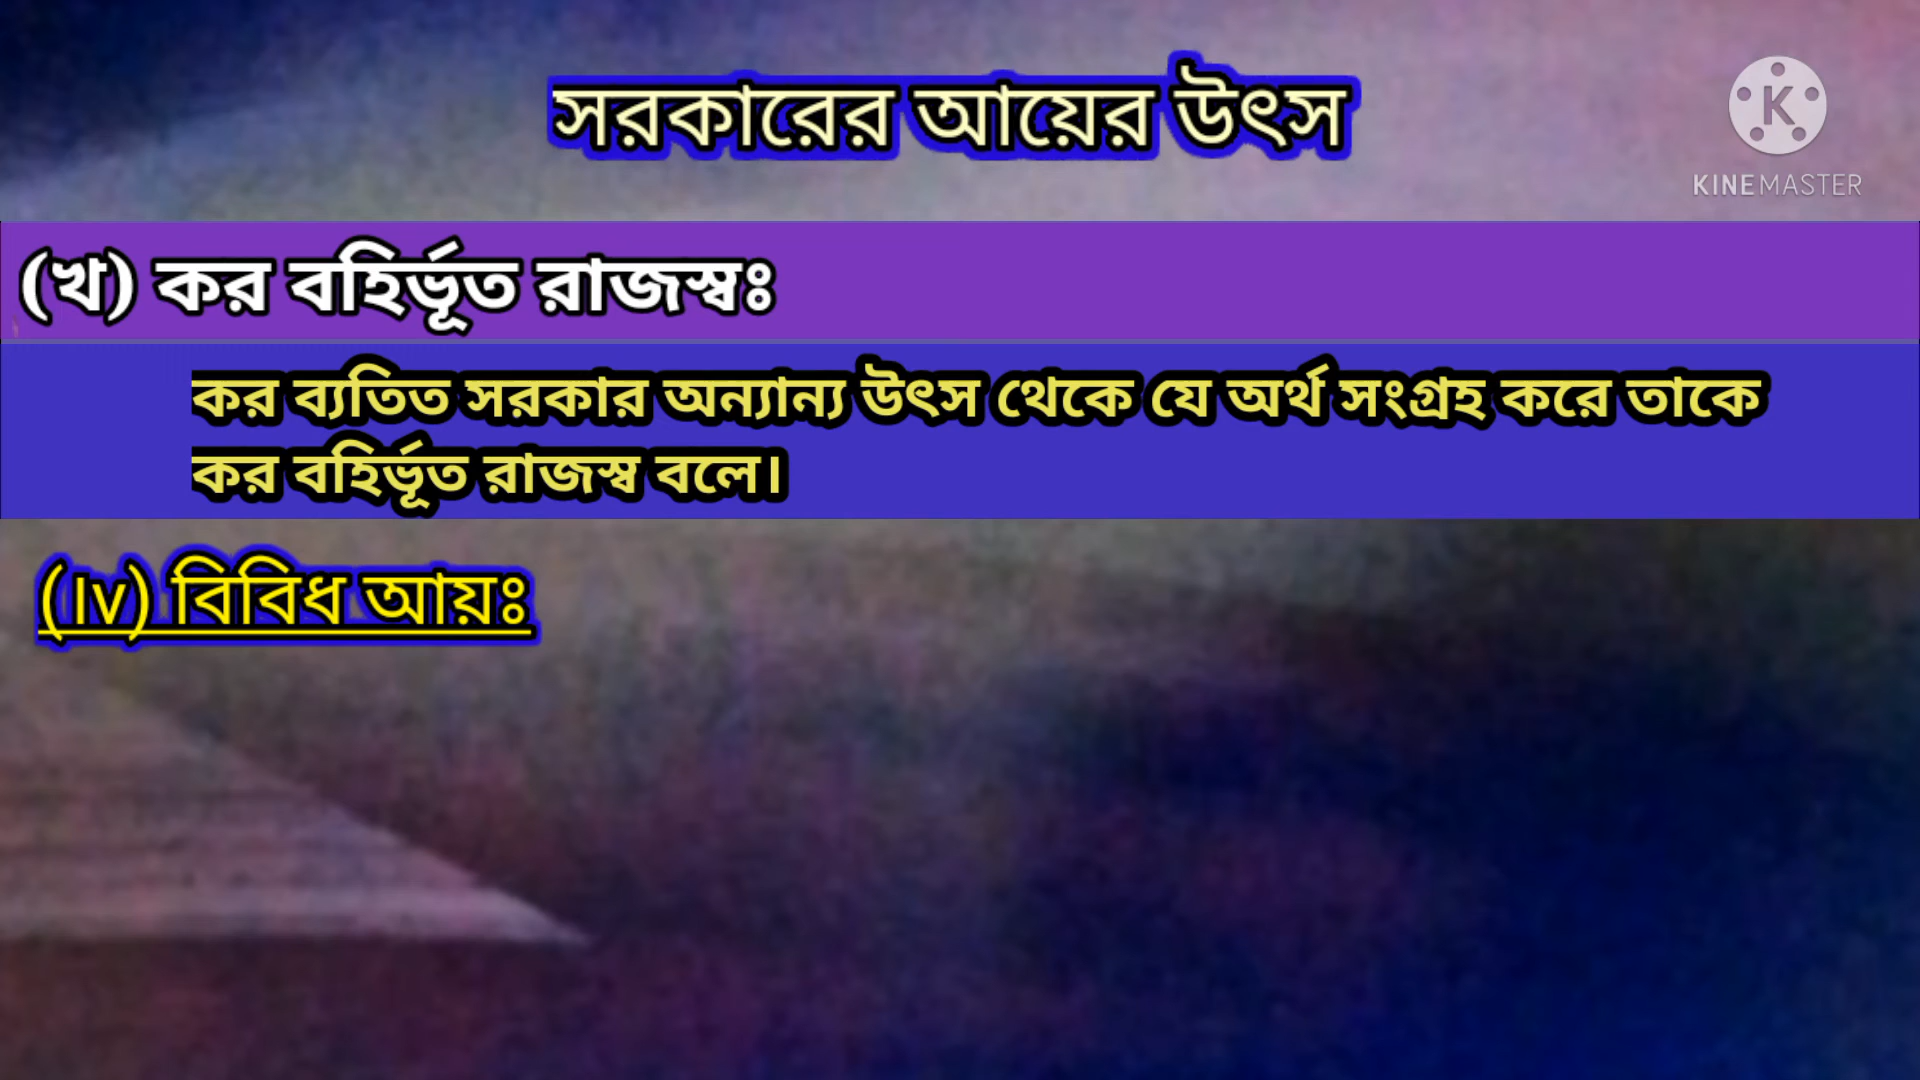 সরকারের আয়ের উৎস
KINEMASTER
(খ) কর বহির্ভূত রাজস্বঃ
কর ব্যতিত সরকার অন্যান্য উৎস থেকে যে অর্থ সংগ্রহ করে তাকে
কর বহির্ভূত রাজস্ব বলে।
(Iv) বিবিধ আয়ঃ